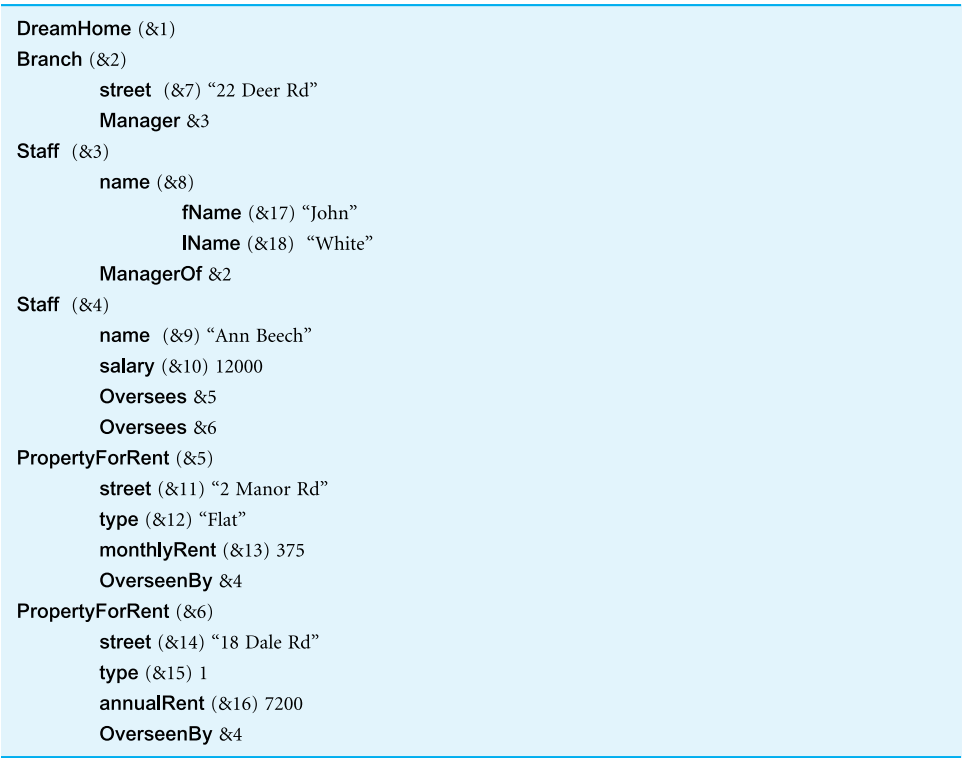 DreamHome (&1)
Branch (&2)
street (&7) “22 Deer Rd”
Manager &3
Staff (&3)
name (&8)
fName (&17) “John”
lName (&18) “White”
ManagerOf &2
Staff (&4)
name (&9) “Ann Beech”
salary (&10) 12000
Oversees &5
Oversees &6
PropertyForRent (&5)
street (&11) “2 Manor Rd”
type (&12) “Flat”
monthlyRent (&13) 375
OverseenBy &4
PropertyForRent (&6)
street (&14) “18 Dale Rd”
type (&15) 1
annualRent (&16) 7200
OverseenBy &4